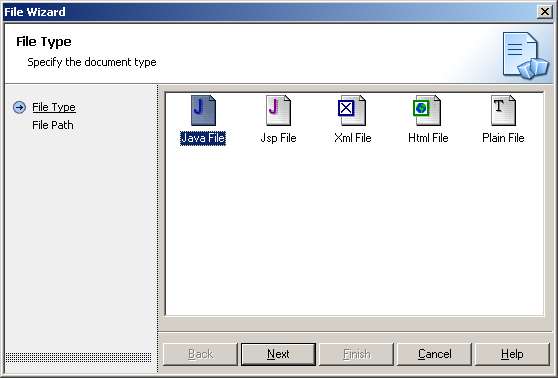 File Wizard
File Type
Specify the document type
File Type
File Path
Java File
Jsp File
Xml File
Html File
Plain File
Back
Next
Finish
Cancel
Help